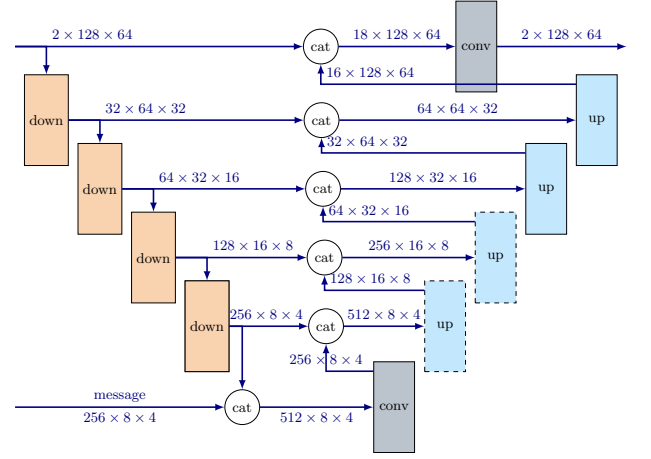 2 × 128 × 64
cat
18 × 128 × 64
conv
2 × 128 × 64
16 × 128 × 64
down
32 × 64 × 32
cat
64 × 64 × 32
up
32 × 64 × 32
down
64 × 32 × 16
cat
128 × 32 × 16
up
64 × 32 × 16
down
128 × 16 × 8
cat
256 × 16 × 8
up
128 × 16 × 8
down
256 × 8 × 4
cat
512 × 8 × 4
up
256 × 8 × 4
message
256 × 8 × 4
cat
512 × 8 × 4
conv